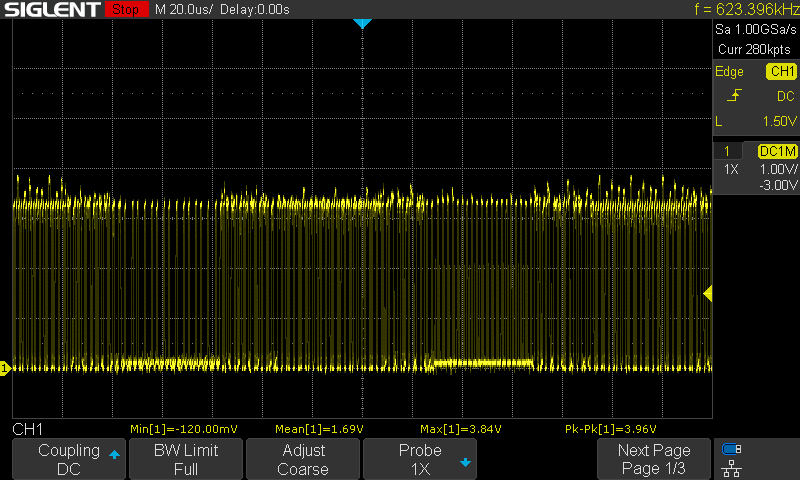 SIGLENT Stop M 20.0us/ Delay:0.00s f = 623.396kHz
Sa 1.00GSa/s
Curr 280kpts
Edge CH1
DC
L 1.50V
1 DC1M
1X 1.00V/
-3.00V
1
CH1 Min[1]=-120.00mV Mean[1]=1.69V Max[1]=3.84V Pk-Pk[1]=3.96V
Coupling BW Limit Adjust Probe Next Page
DC Full Coarse 1X Page 1/3